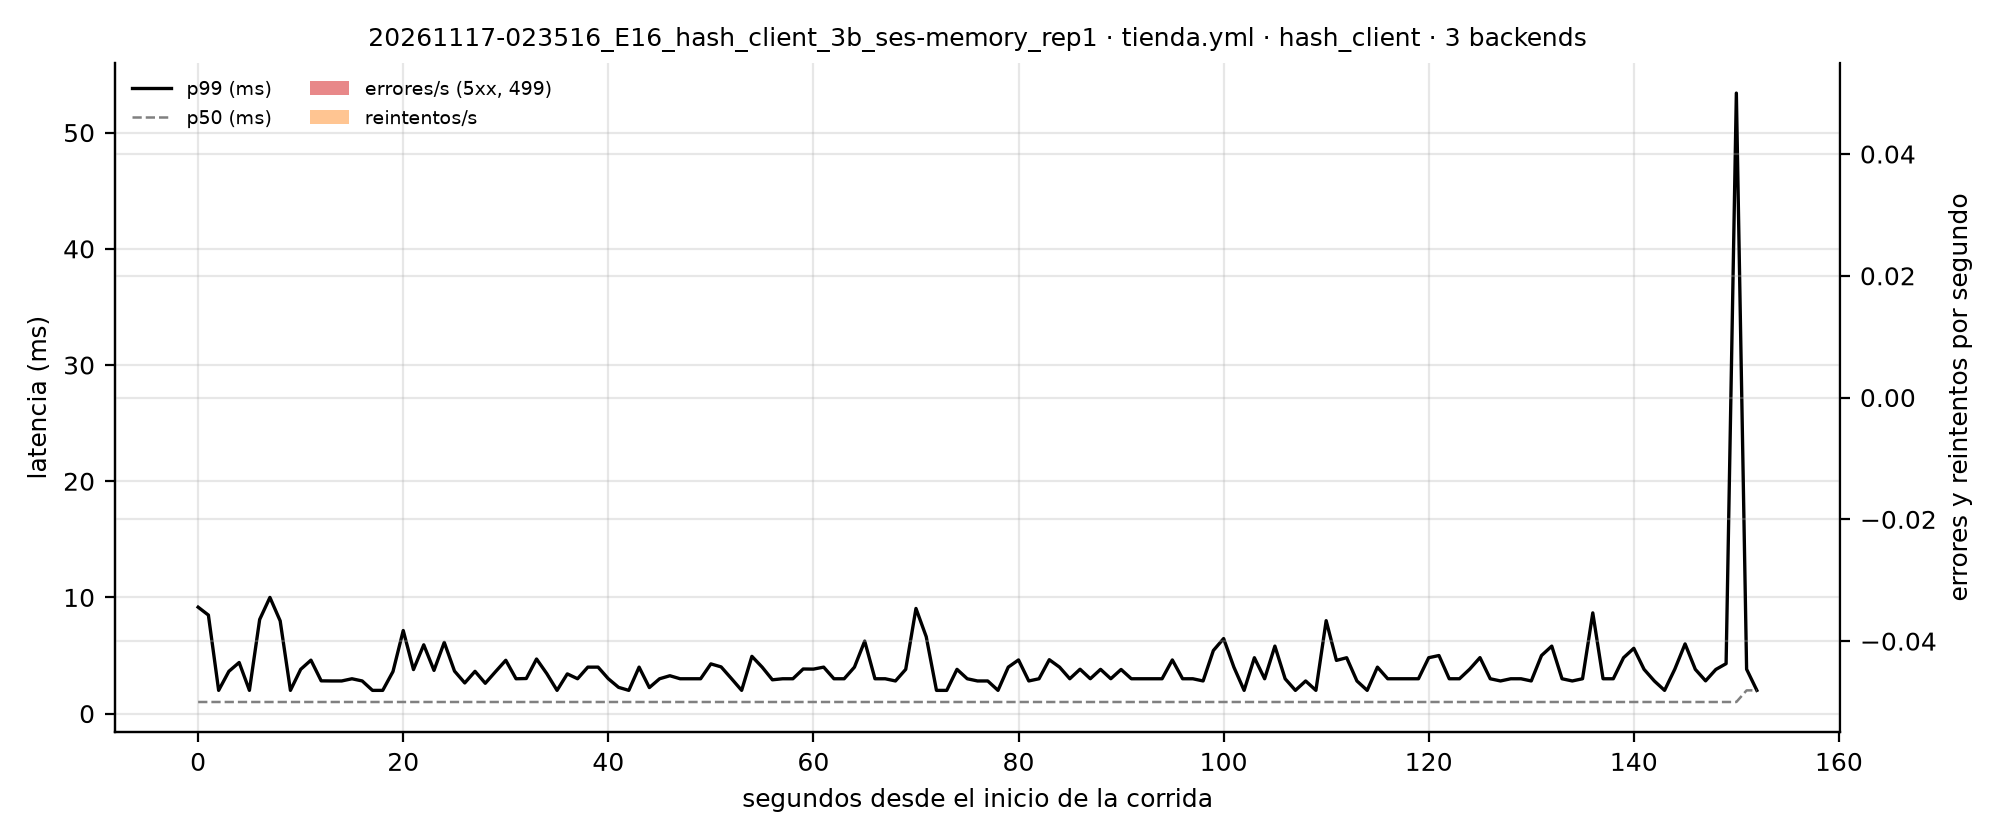 20261117-023516_E16_hash_client_3b_ses-memory_rep1 · tienda.yml · hash_client · 3 backends
p99 (ms)
p50 (ms)
errores/s (5xx, 499)
reintentos/s
latencia (ms)
50
40
30
20
10
0
0.04
0.02
0.00
−0.02
−0.04
errores y reintentos por segundo
0 20 40 60 80 100 120 140 160
segundos desde el inicio de la corrida